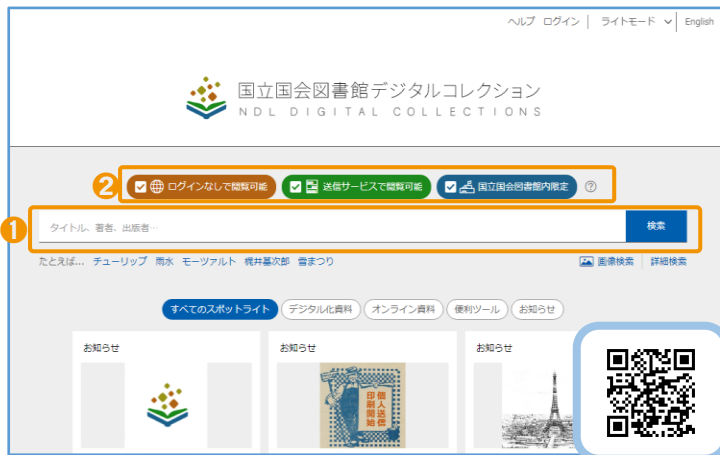 ヘルプ ログイン | ライトモード | English
国立国会図書館デジタルコレクション
NDL DIGITAL COLLECTIONS
2 ログインなしで閲覧可能 送信サービスで閲覧可能 国立国会図書館内限定 ?
1 タイトル、著者、出版者… 検索
たとえば... チューリップ 雨水 モーツァルト 梶井基次郎 雪まつり 画像検索 詳細検索
すべてのスポットライト デジタル化資料 オンライン資料 便利ツール お知らせ
お知らせ お知らせ お知らせ
個人送信印刷開始